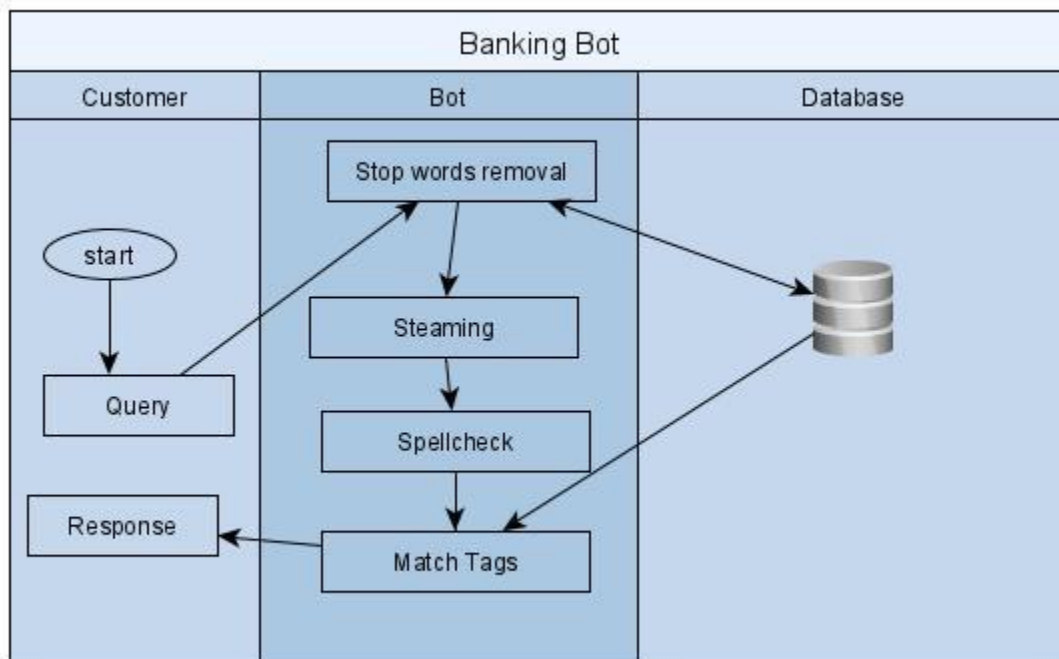 Banking Bot
Customer
Bot
Database
Stop words removal
start
Steaming
Query
Spellcheck
Response
Match Tags